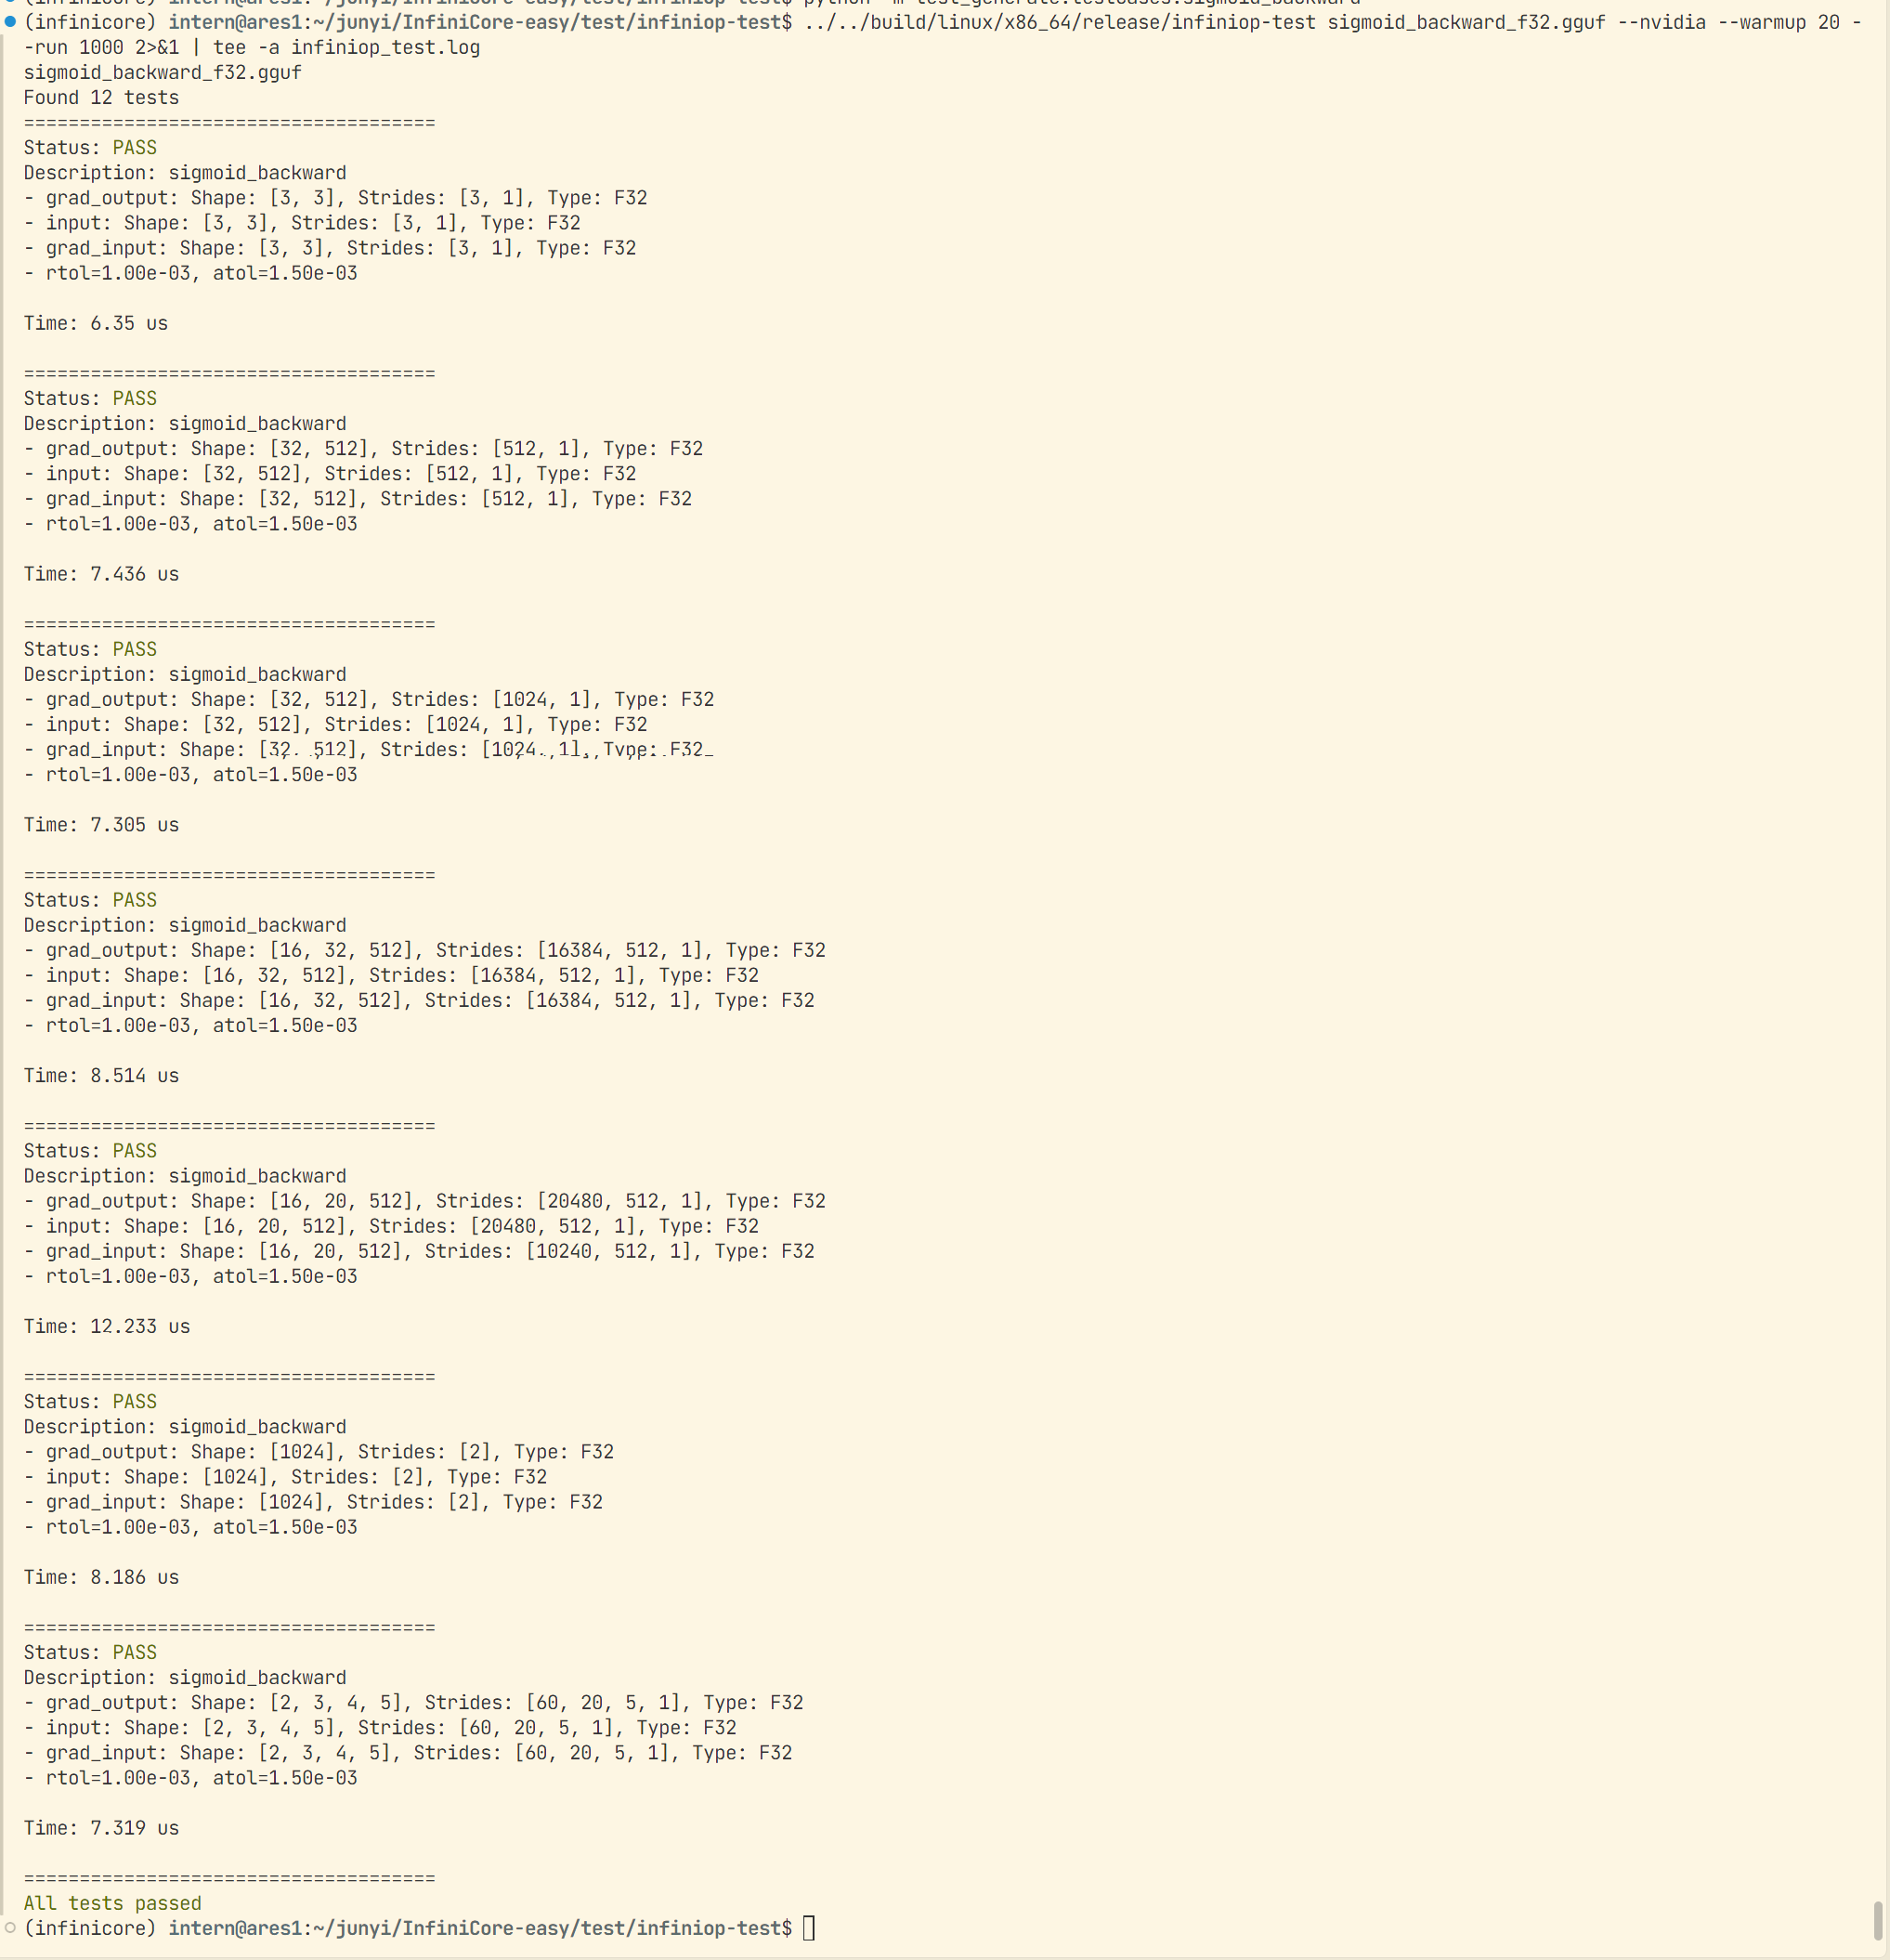 (infinicore) intern@ares1:~/junyi/InfiniCore-easy/test/infiniop-test$ python -m test_generate.testcases.sigmoid_backward
(infinicore) intern@ares1:~/junyi/InfiniCore-easy/test/infiniop-test$ ../../build/linux/x86_64/release/infiniop-test sigmoid_backward_f32.gguf --nvidia --warmup 20 -
-run 1000 2>&1 | tee -a infiniop_test.log
sigmoid_backward_f32.gguf
Found 12 tests
=====================================
Status: PASS
Description: sigmoid_backward
- grad_output: Shape: [3, 3], Strides: [3, 1], Type: F32
- input: Shape: [3, 3], Strides: [3, 1], Type: F32
- grad_input: Shape: [3, 3], Strides: [3, 1], Type: F32
- rtol=1.00e-03, atol=1.50e-03
Time: 6.35 us
=====================================
Status: PASS
Description: sigmoid_backward
- grad_output: Shape: [32, 512], Strides: [512, 1], Type: F32
- input: Shape: [32, 512], Strides: [512, 1], Type: F32
- grad_input: Shape: [32, 512], Strides: [512, 1], Type: F32
- rtol=1.00e-03, atol=1.50e-03
Time: 7.436 us
=====================================
Status: PASS
Description: sigmoid_backward
- grad_output: Shape: [32, 512], Strides: [1024, 1], Type: F32
- input: Shape: [32, 512], Strides: [1024, 1], Type: F32
- grad_input: Shape: [32, 512], Strides: [1024, 1], Type: F32
- rtol=1.00e-03, atol=1.50e-03
Time: 7.305 us
=====================================
Status: PASS
Description: sigmoid_backward
- grad_output: Shape: [16, 32, 512], Strides: [16384, 512, 1], Type: F32
- input: Shape: [16, 32, 512], Strides: [16384, 512, 1], Type: F32
- grad_input: Shape: [16, 32, 512], Strides: [16384, 512, 1], Type: F32
- rtol=1.00e-03, atol=1.50e-03
Time: 8.514 us
=====================================
Status: PASS
Description: sigmoid_backward
- grad_output: Shape: [16, 20, 512], Strides: [20480, 512, 1], Type: F32
- input: Shape: [16, 20, 512], Strides: [20480, 512, 1], Type: F32
- grad_input: Shape: [16, 20, 512], Strides: [10240, 512, 1], Type: F32
- rtol=1.00e-03, atol=1.50e-03
Time: 12.233 us
=====================================
Status: PASS
Description: sigmoid_backward
- grad_output: Shape: [1024], Strides: [2], Type: F32
- input: Shape: [1024], Strides: [2], Type: F32
- grad_input: Shape: [1024], Strides: [2], Type: F32
- rtol=1.00e-03, atol=1.50e-03
Time: 8.186 us
=====================================
Status: PASS
Description: sigmoid_backward
- grad_output: Shape: [2, 3, 4, 5], Strides: [60, 20, 5, 1], Type: F32
- input: Shape: [2, 3, 4, 5], Strides: [60, 20, 5, 1], Type: F32
- grad_input: Shape: [2, 3, 4, 5], Strides: [60, 20, 5, 1], Type: F32
- rtol=1.00e-03, atol=1.50e-03
Time: 7.319 us
=====================================
All tests passed
(infinicore) intern@ares1:~/junyi/InfiniCore-easy/test/infiniop-test$